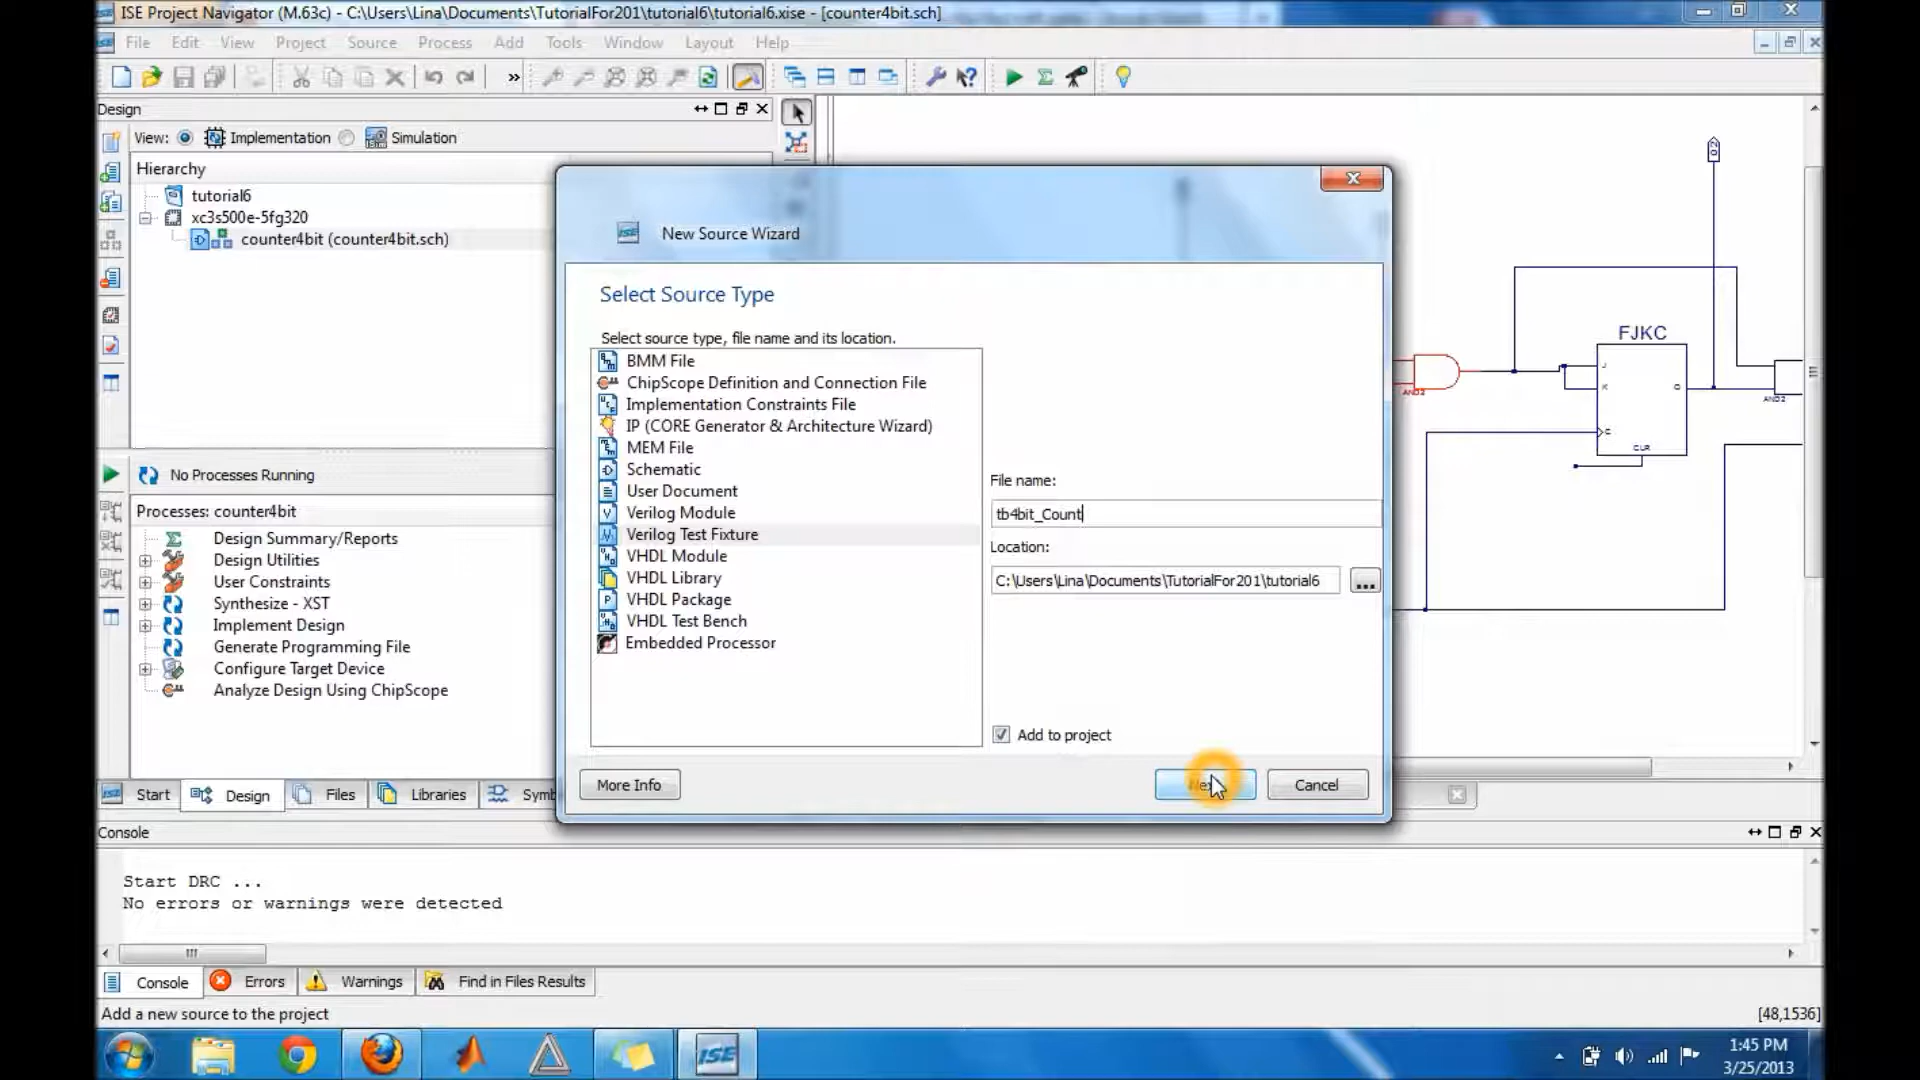 ISE Project Navigator (M.63c) - C:\Users\Lina\Documents\TutorialFor201\tutorial6\tutorial6.xise - [counter4bit.sch]
File Edit View Project Source Process Add Tools Window Layout Help
Design
View: Implementation Simulation
Hierarchy
tutorial6
xc3s500e-5fg320
counter4bit (counter4bit.sch)
No Processes Running
Processes: counter4bit
Design Summary/Reports
Design Utilities
User Constraints
Synthesize - XST
Implement Design
Generate Programming File
Configure Target Device
Analyze Design Using ChipScope
Start Design Files Libraries Symb
New Source Wizard
Select Source Type
Select source type, file name and its location.
BMM File
ChipScope Definition and Connection File
Implementation Constraints File
IP (CORE Generator & Architecture Wizard)
MEM File
Schematic
User Document
Verilog Module
Verilog Test Fixture
VHDL Module
VHDL Library
VHDL Package
VHDL Test Bench
Embedded Processor
File name:
tb4bit_Count
Location:
C:\Users\Lina\Documents\TutorialFor201\tutorial6
...
Add to project
More Info
Cancel
FJKC
J
K
C
CLR
AND2
AND2
Console
Start DRC ...
No errors or warnings were detected
Console Errors Warnings Find in Files Results
Add a new source to the project
[48,1536]
ISE
1:45 PM
3/25/2013